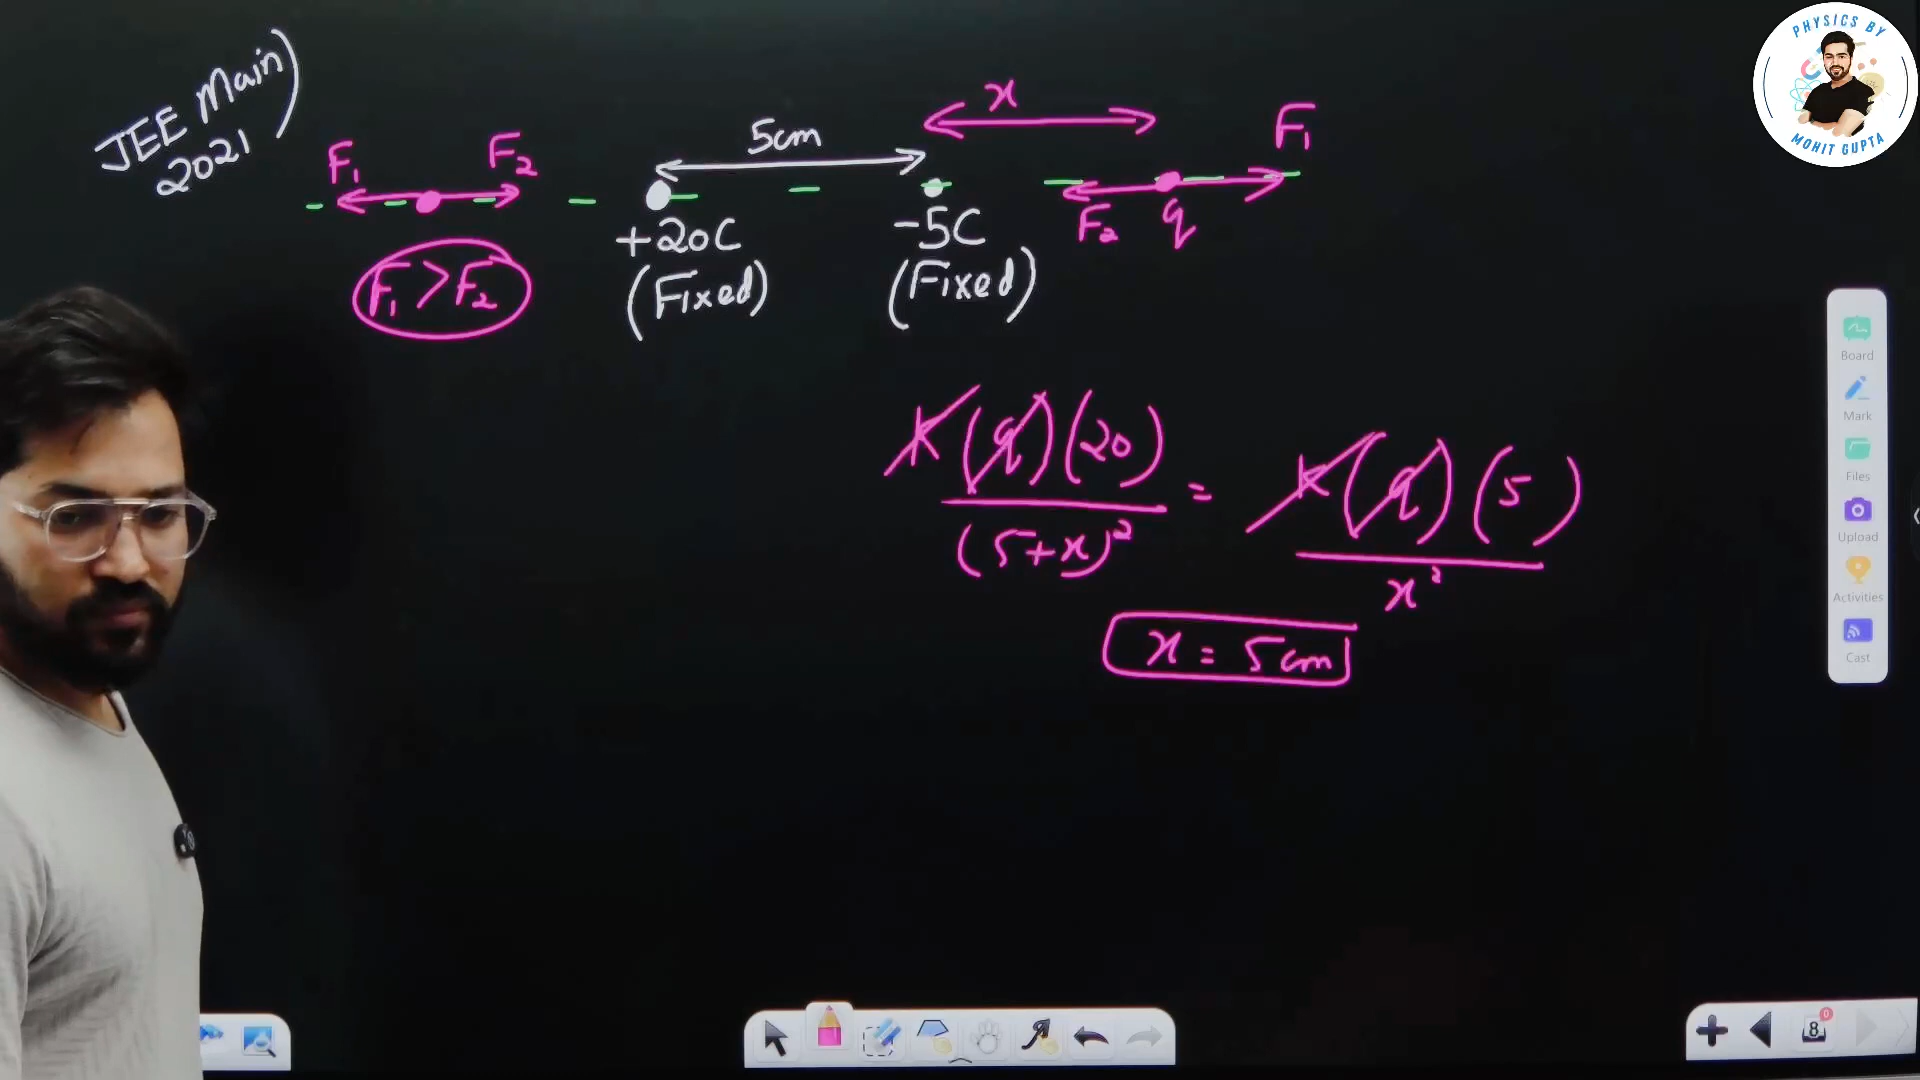 JEE Main)
2021
F₁ F₂
5cm
x
F₁
F₂ q
+20C
(Fixed)
-5C
(Fixed)
F₁ > F₂
K(q)(20) / (5+x)² = K(q)(5) / x²
x = 5cm
PHYSICS BY
MOHIT GUPTA
Board
Mark
Files
Upload
Activities
Cast
8
0